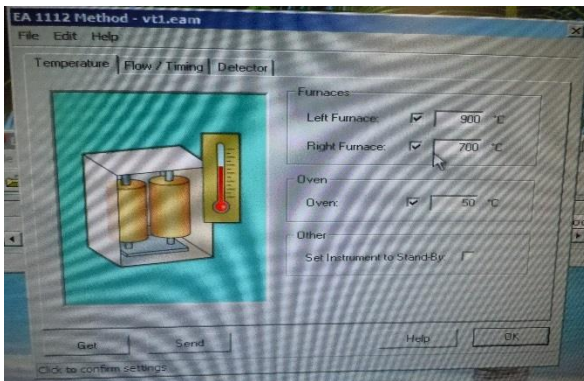 EA 1112 Method - vt1.eam
File Edit Help
Temperature Flow / Timing Detector
Furnaces
Left Furnace: 900 °C
Right Furnace: 700 °C
Oven
Oven: 50 °C
Other
Set Instrument to Stand-By:
Get Send Help OK
Click to confirm settings